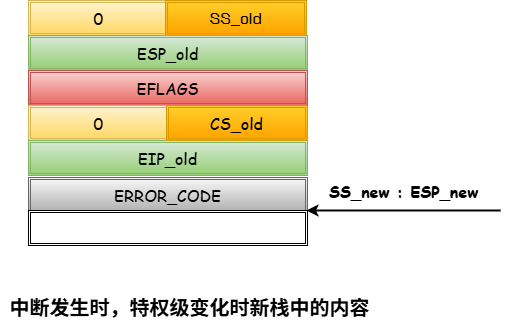 0 SS_old
ESP_old
EFLAGS
0 CS_old
EIP_old
ERROR_CODE
SS_new : ESP_new
中断发生时，特权级变化时新栈中的内容